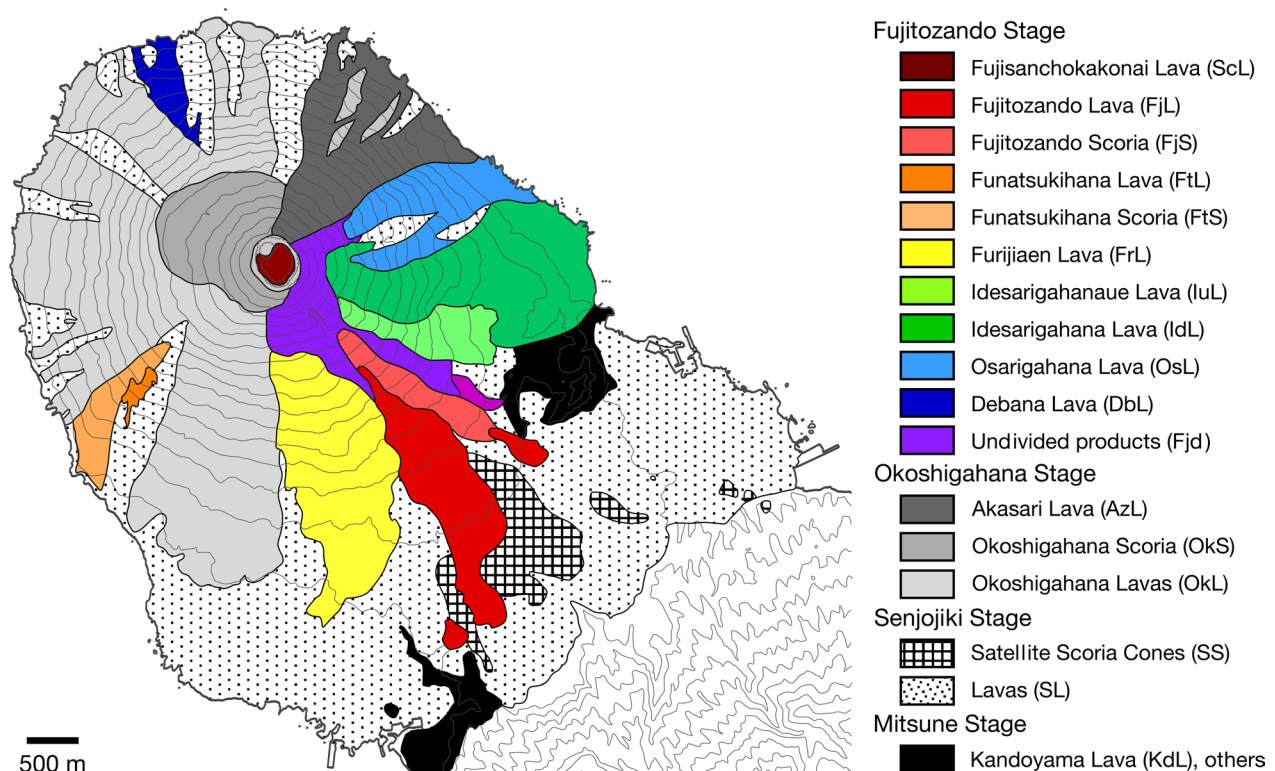 Fujitozando Stage
Fujisanchokakonai Lava (ScL)
Fujitozando Lava (FjL)
Fujitozando Scoria (FjS)
Funatsukihana Lava (FtL)
Funatsukihana Scoria (FtS)
Furijiaen Lava (FrL)
Idesarigahanaue Lava (IuL)
Idesarigahana Lava (IdL)
Osarigahana Lava (OsL)
Debana Lava (DbL)
Undivided products (Fjd)
Okoshigahana Stage
Akasari Lava (AzL)
Okoshigahana Scoria (OkS)
Okoshigahana Lavas (OkL)
Senjojiki Stage
Satellite Scoria Cones (SS)
Lavas (SL)
Mitsune Stage
Kandoyama Lava (KdL), others
500 m